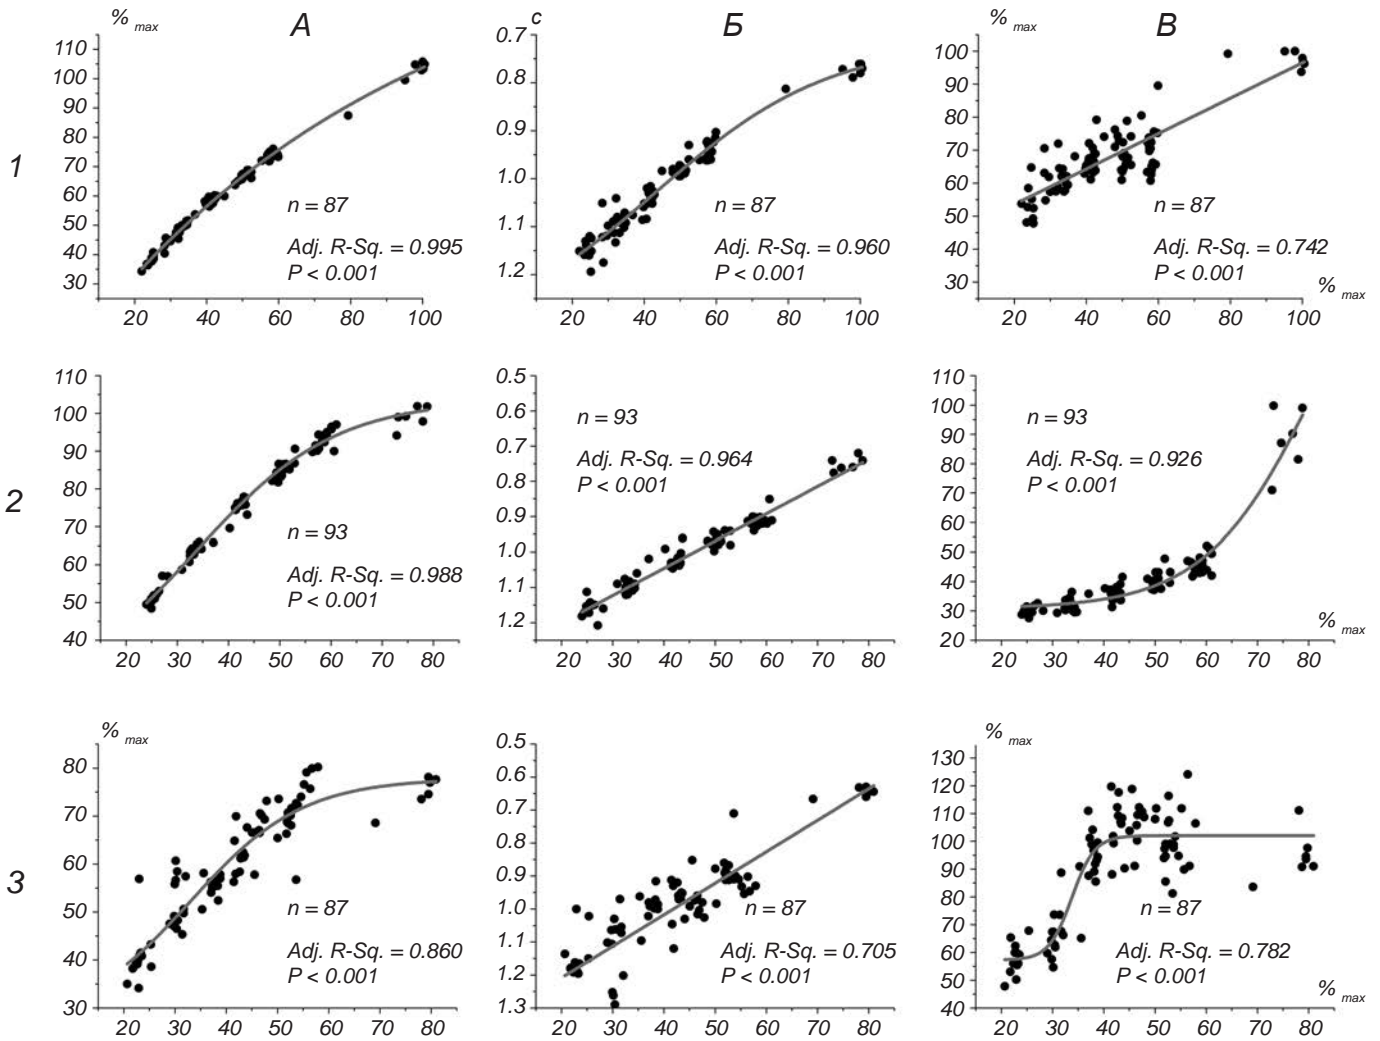 % max
А
с
Б
% max
В
1
110
100
90
80
70
60
50
40
30
n = 87
Adj. R-Sq. = 0.995
P < 0.001
20 40 60 80 100
0.7
0.8
0.9
1.0
1.1
1.2
n = 87
Adj. R-Sq. = 0.960
P < 0.001
20 40 60 80 100
100
90
80
70
60
50
40
30
n = 87
Adj. R-Sq. = 0.742
P < 0.001
% max
20 40 60 80 100
2
110
100
90
80
70
60
50
40
n = 93
Adj. R-Sq. = 0.988
P < 0.001
20 30 40 50 60 70 80
0.5
0.6
0.7
0.8
0.9
1.0
1.1
1.2
n = 93
Adj. R-Sq. = 0.964
P < 0.001
20 30 40 50 60 70 80
110
100
90
80
70
60
50
40
30
20
n = 93
Adj. R-Sq. = 0.926
P < 0.001
% max
20 30 40 50 60 70 80
3
% max
80
70
60
50
40
30
n = 87
Adj. R-Sq. = 0.860
P < 0.001
20 30 40 50 60 70 80
0.5
0.6
0.7
0.8
0.9
1.0
1.1
1.2
1.3
n = 87
Adj. R-Sq. = 0.705
P < 0.001
20 30 40 50 60 70 80
% max
130
120
110
100
90
80
70
60
50
40
n = 87
Adj. R-Sq. = 0.782
P < 0.001
% max
20 30 40 50 60 70 80